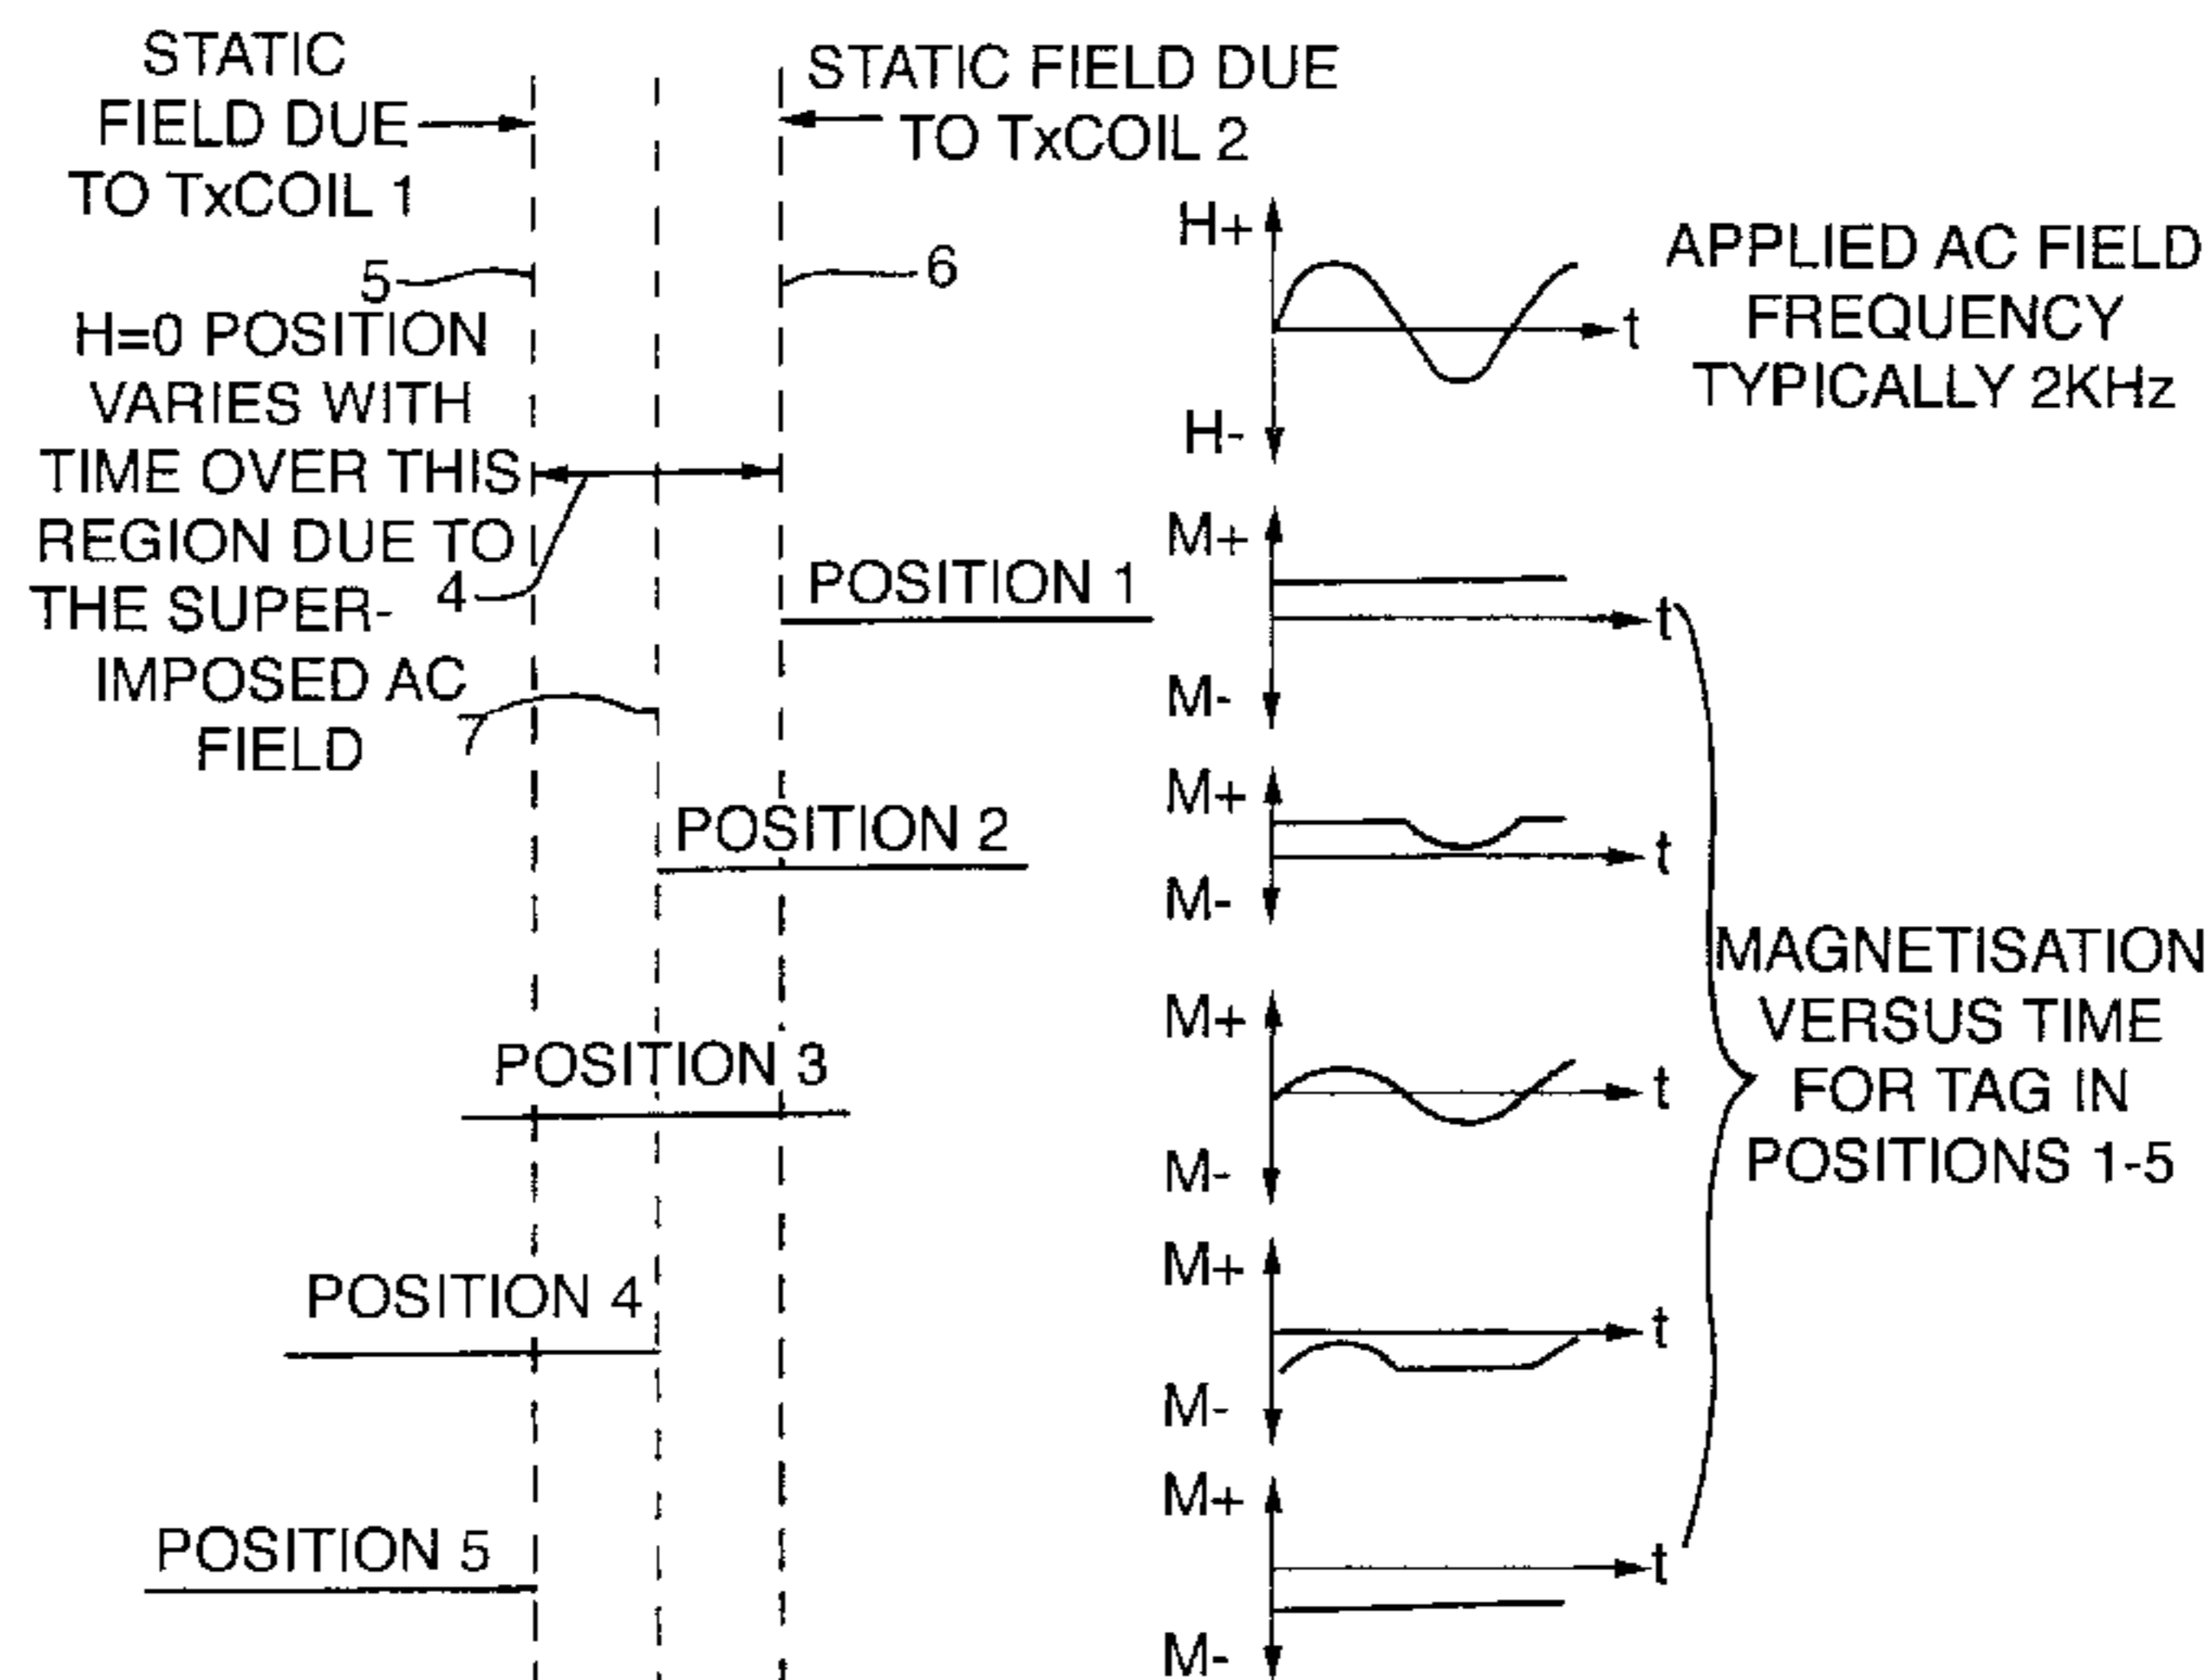 STATIC
FIELD DUE
TO TxCOIL 1
STATIC FIELD DUE
TO TxCOIL 2
5
6
H=0 POSITION
VARIES WITH
TIME OVER THIS
REGION DUE TO
THE SUPER-
IMPOSED AC
FIELD
4
7
H+
H-
t
APPLIED AC FIELD
FREQUENCY
TYPICALLY 2KHz
POSITION 1
M+
M-
t
POSITION 2
M+
M-
t
POSITION 3
M+
M-
t
POSITION 4
M+
M-
t
POSITION 5
M+
M-
t
MAGNETISATION
VERSUS TIME
FOR TAG IN
POSITIONS 1-5